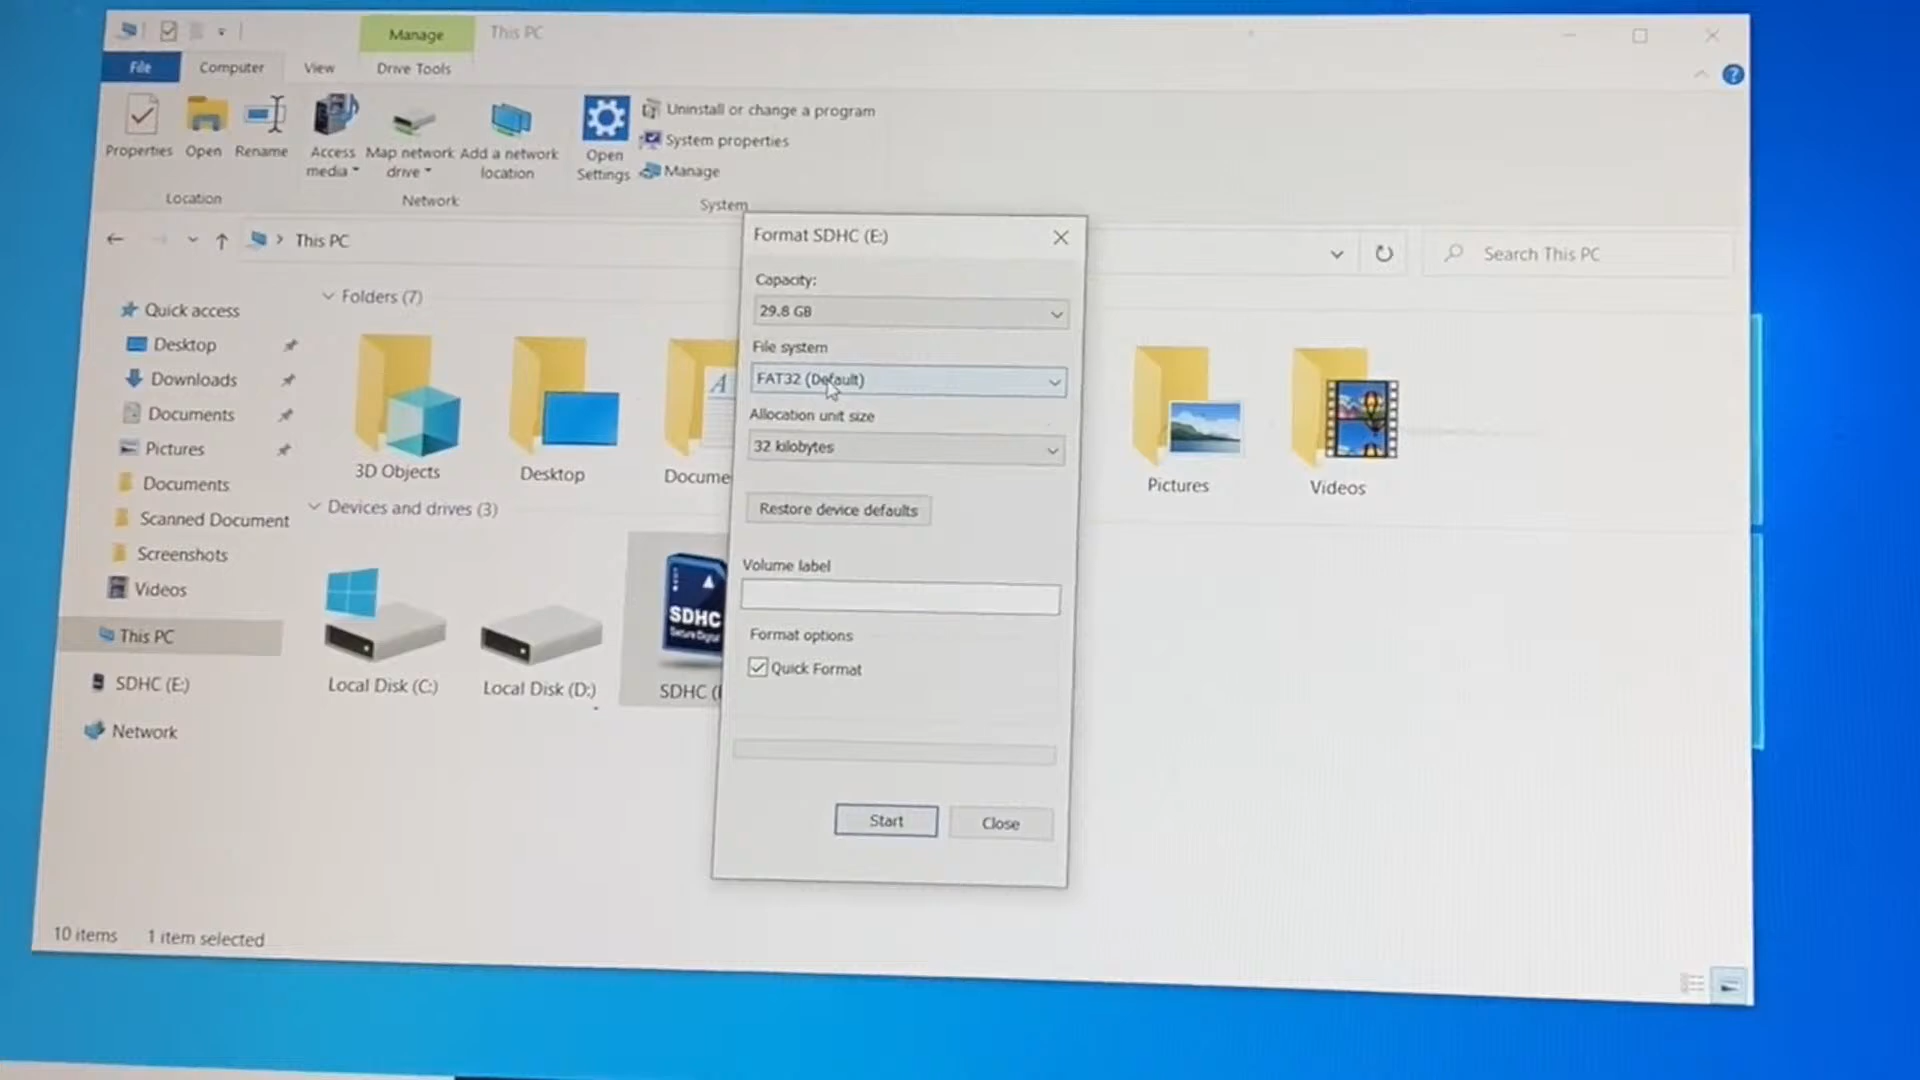 Manage
This PC
File
Computer
View
Drive Tools
Properties
Open
Rename
Access media
Map network drive
Add a network location
Open Settings
Uninstall or change a program
System properties
Manage
Location
Network
System
This PC
Search This PC
Quick access
Desktop
Downloads
Documents
Pictures
Documents
Scanned Document
Screenshots
Videos
This PC
SDHC (E:)
Network
Folders (7)
3D Objects
Desktop
Docume
Pictures
Videos
Devices and drives (3)
Local Disk (C:)
Local Disk (D:)
SDHC
Secure Digital
SDHC (
Format SDHC (E:)
Capacity:
29.8 GB
File system
FAT32 (Default)
Allocation unit size
32 kilobytes
Restore device defaults
Volume label
Format options
Quick Format
Start
Close
10 items
1 item selected